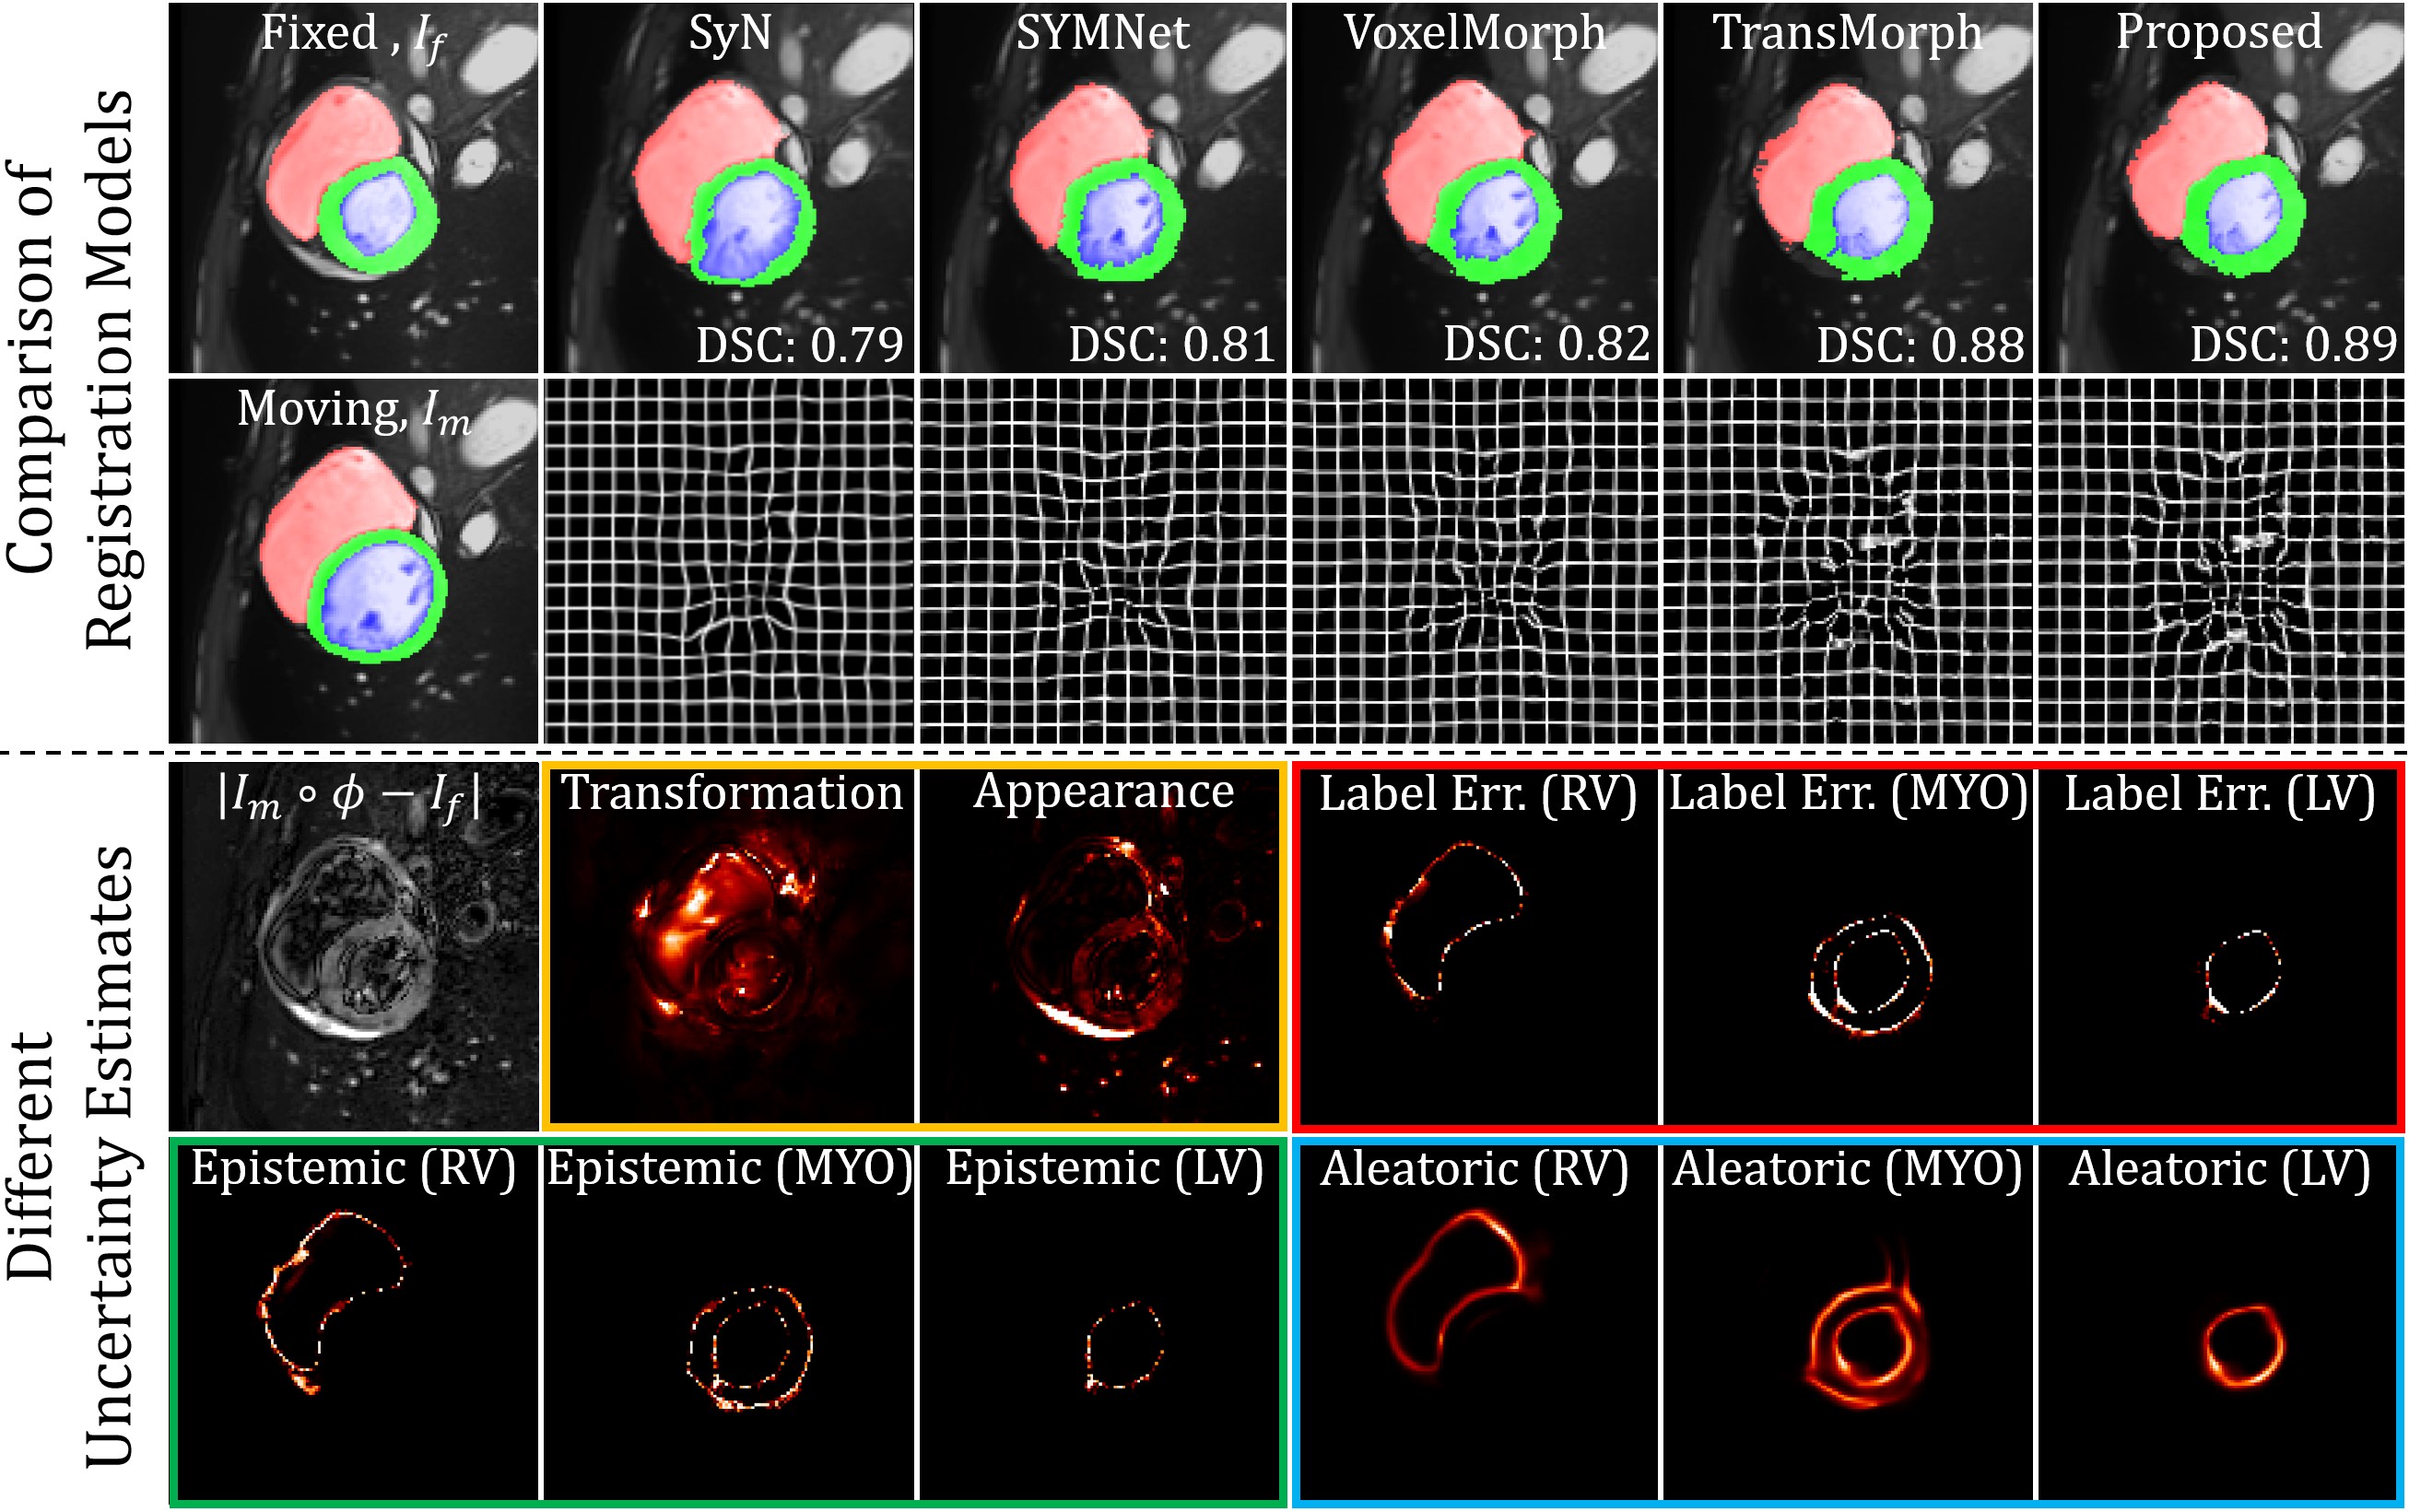 Comparison of
Registration Models
Fixed , I_f
SyN
SYMNet
VoxelMorph
TransMorph
Proposed
DSC: 0.79
DSC: 0.81
DSC: 0.82
DSC: 0.88
DSC: 0.89
Moving, I_m
Different
Uncertainty Estimates
|I_m ∘ ϕ − I_f|
Transformation
Appearance
Label Err. (RV)
Label Err. (MYO)
Label Err. (LV)
Epistemic (RV)
Epistemic (MYO)
Epistemic (LV)
Aleatoric (RV)
Aleatoric (MYO)
Aleatoric (LV)